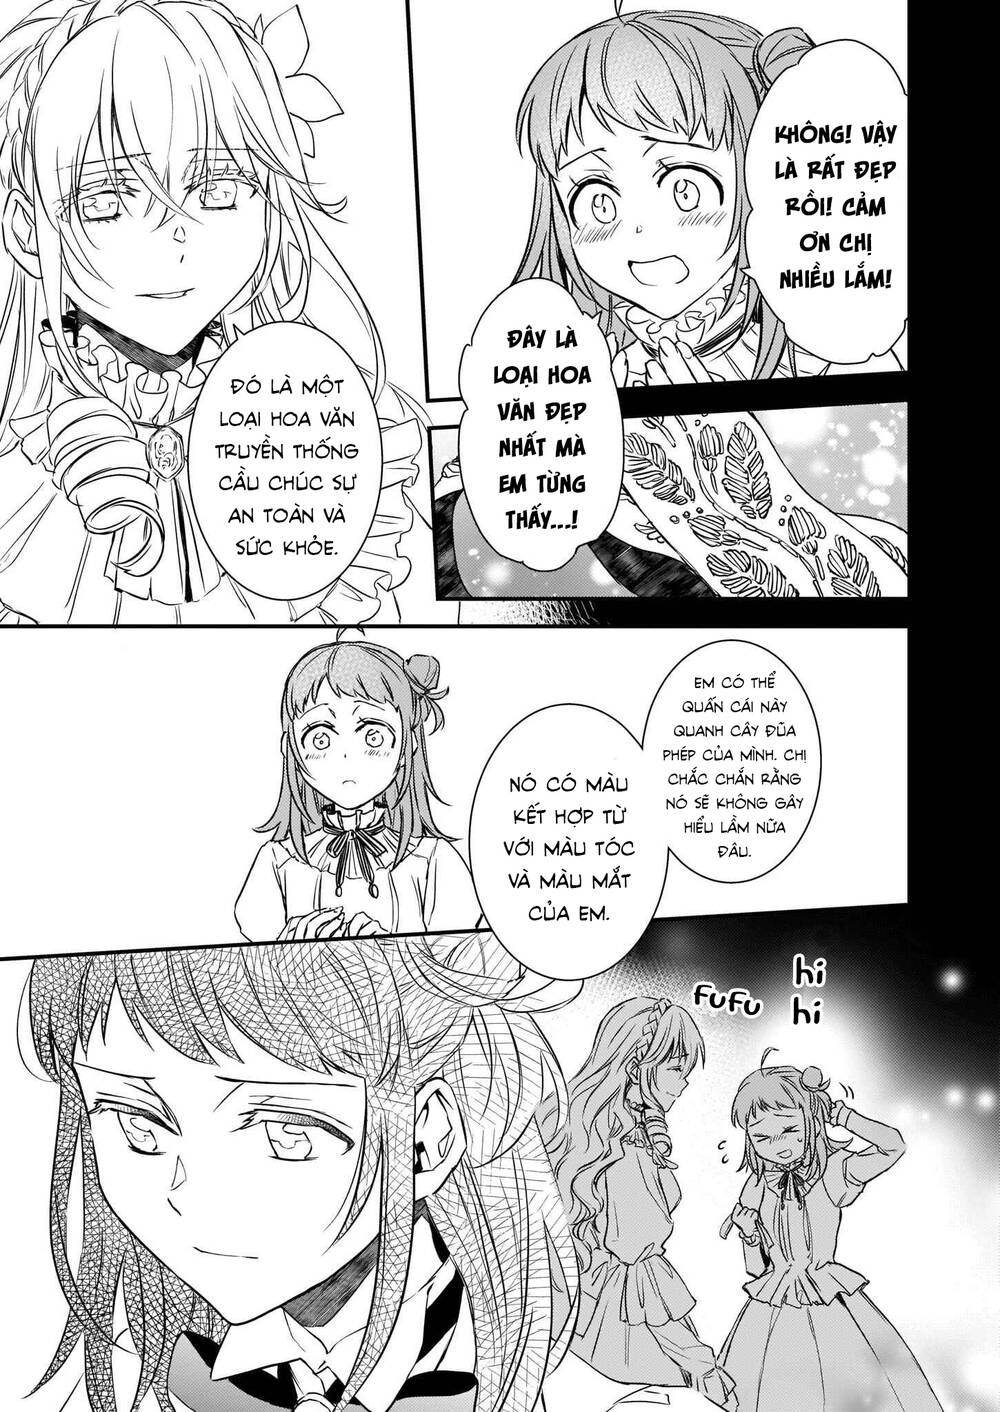 KHÔNG! VẬY
LÀ RẤT ĐẸP
RỒI! CẢM
ƠN CHỊ
NHIỀU LẮM!
ĐÂY LÀ
LOẠI HOA
VĂN ĐẸP
NHẤT MÀ
EM TỪNG
THẤY...!
ĐÓ LÀ MỘT
LOẠI HOA VĂN
TRUYỀN THỐNG
CẦU CHÚC SỰ
AN TOÀN VÀ
SỨC KHỎE.
EM CÓ THỂ
QUẤN CÁI NÀY
QUANH CÂY ĐŨA
PHÉP CỦA MÌNH. CHỊ
CHẮC CHẮN RẰNG
NÓ SẼ KHÔNG GÂY
HIỂU LẦM NỮA
ĐÂU.
NÓ CÓ MÀU
KẾT HỢP TỪ
VỚI MÀU TÓC
VÀ MÀU MẮT
CỦA EM.
hi
hí
FUFU